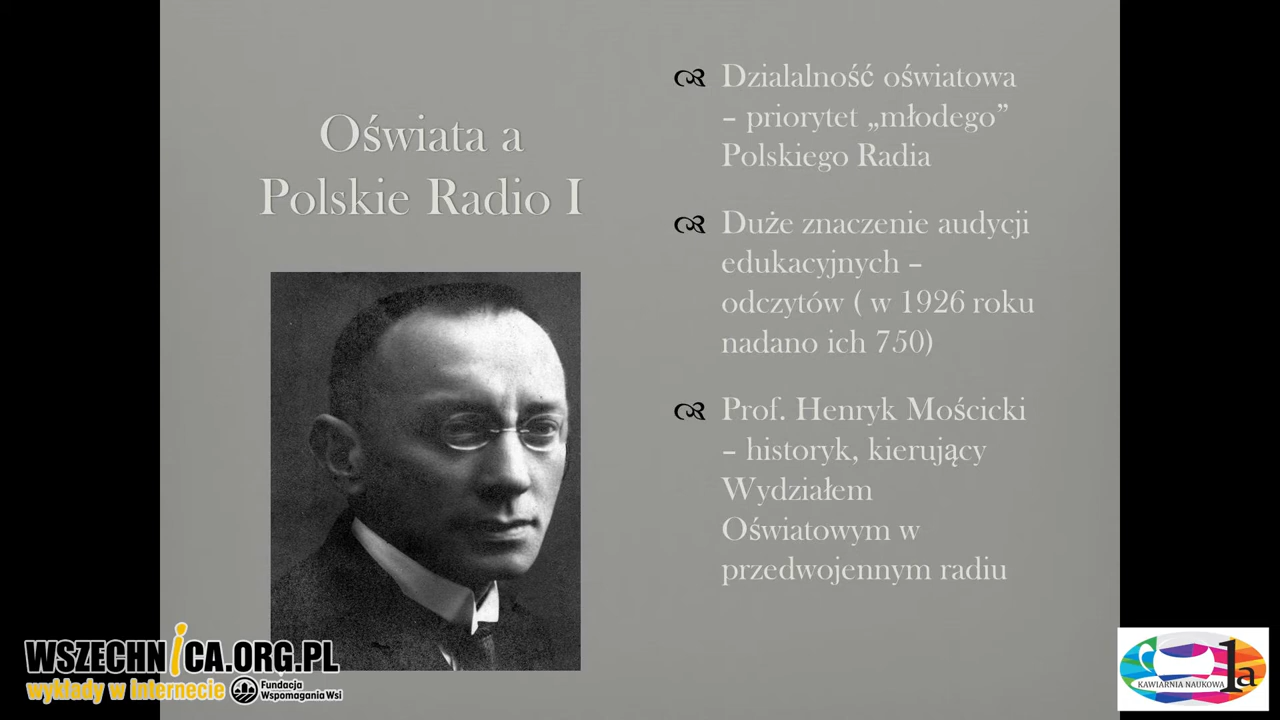 Oświata a
Polskie Radio I
Dzialalność oświatowa
– priorytet „młodego”
Polskiego Radia
Duże znaczenie audycji
edukacyjnych –
odczytów ( w 1926 roku
nadano ich 750)
Prof. Henryk Mościcki
– historyk, kierujący
Wydziałem
Oświatowym w
przedwojennym radiu
WSZECHNICA.ORG.PL
wykłady w internecie
Fundacja
Wspomagania Wsi
KAWIARNIA NAUKOWA
1a